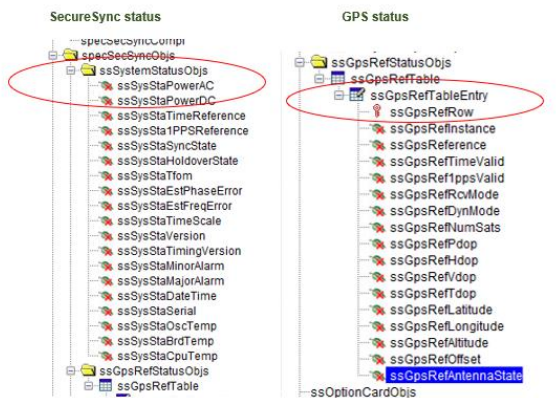 SecureSync status
specSecSyncCompl
specSecSyncObjs
ssSystemStatusObjs
ssSysStaPowerAC
ssSysStaPowerDC
ssSysStaTimeReference
ssSysSta1PPSReference
ssSysStaSyncState
ssSysStaHoldoverState
ssSysStaTfom
ssSysStaEstPhaseError
ssSysStaEstFreqError
ssSysStaTimeScale
ssSysStaVersion
ssSysStaTimingVersion
ssSysStaMinorAlarm
ssSysStaMajorAlarm
ssSysStaDateTime
ssSysStaSerial
ssSysStaOscTemp
ssSysStaBrdTemp
ssSysStaCpuTemp
ssGpsRefStatusObjs
ssGpsRefTable
GPS status
ssGpsRefStatusObjs
ssGpsRefTable
ssGpsRefTableEntry
ssGpsRefRow
ssGpsRefInstance
ssGpsReference
ssGpsRefTimeValid
ssGpsRef1ppsValid
ssGpsRefRcvMode
ssGpsRefDynMode
ssGpsRefNumSats
ssGpsRefPdop
ssGpsRefHdop
ssGpsRefVdop
ssGpsRefTdop
ssGpsRefLatitude
ssGpsRefLongitude
ssGpsRefAltitude
ssGpsRefOffset
ssGpsRefAntennaState
ssOptionCardObjs